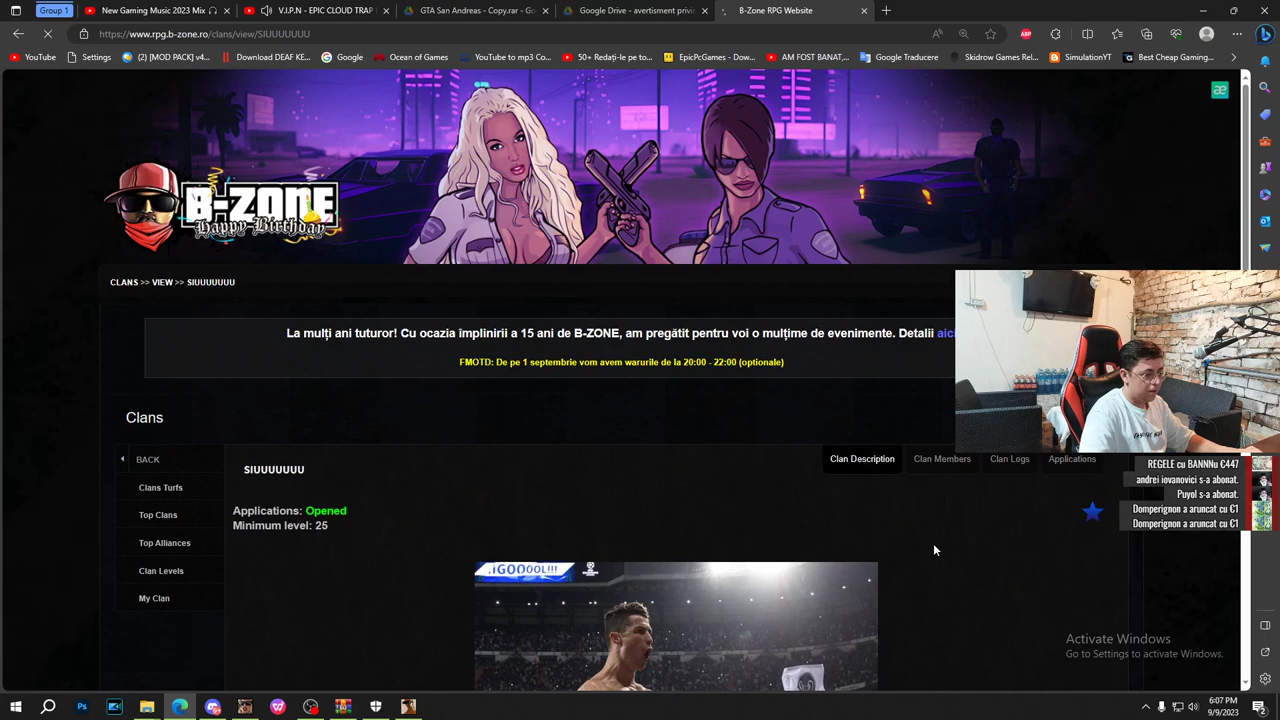 Group 1
New Gaming Music 2023 Mix
V.I.P.N - EPIC CLOUD TRAP
GTA San Andreas - Copy.rar - Go
Google Drive - avertisment privin
B-Zone RPG Website
https://www.rpg.b-zone.ro/clans/view/SIUUUUUUU
YouTube
Settings
(2) [MOD PACK] v4...
Download DEAF KE...
Google
Ocean of Games
YouTube to mp3 Co...
50+ Redați-le pe to...
EpicPcGames - Dow...
AM FOST BANAT,...
Google Traducere
Skidrow Games Rel...
SimulationYT
Best Cheap Gaming...
B-ZONE
Happy Birthday
CLANS >> VIEW >> SIUUUUUUU
La mulți ani tuturor! Cu ocazia împlinirii a 15 ani de B-ZONE, am pregătit pentru voi o mulțime de evenimente. Detalii aici
FMOTD: De pe 1 septembrie vom avem warurile de la 20:00 - 22:00 (optionale)
Clans
BACK
Clans Turfs
Top Clans
Top Alliances
Clan Levels
My Clan
SIUUUUUUU
Clan Description
Clan Members
Clan Logs
Applications
Applications: Opened
Minimum level: 25
¡GOOOOL!!!
REGELE cu BANNNu €447
andrei iovanovici s-a abonat.
Puyol s-a abonat.
Domperignon a aruncat cu €1
Domperignon a aruncat cu €1
Activate Windows
Go to Settings to activate Windows.
6:07 PM
9/9/2023